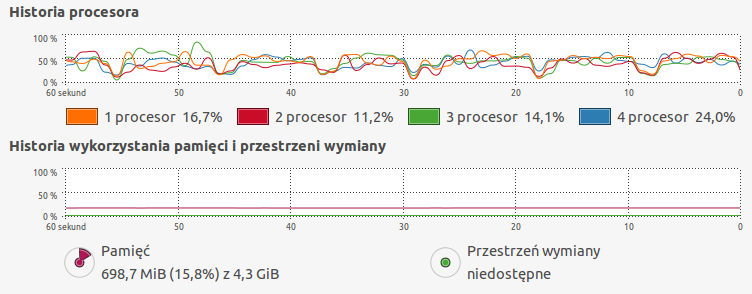 Historia procesora
100 %
50 %
0 %
60 sekund 50 40 30 20 10 0
1 procesor 16,7% 2 procesor 11,2% 3 procesor 14,1% 4 procesor 24,0%
Historia wykorzystania pamięci i przestrzeni wymiany
100 %
50 %
0 %
60 sekund 50 40 30 20 10 0
Pamięć Przestrzeń wymiany
698,7 MiB (15,8%) z 4,3 GiB niedostępne